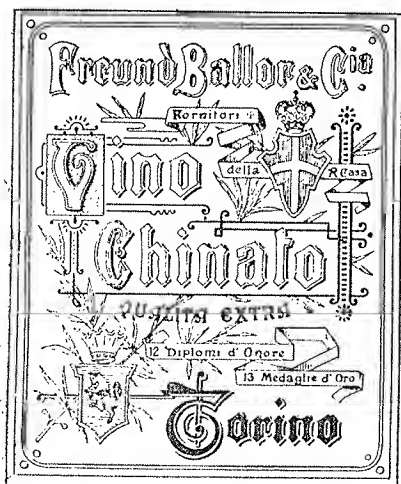 Freund Ballor & Cia
Fornitori
della R. Casa
Vino
Chinato
QUALITÀ EXTRA
12 Diplomi d'Onore
13 Medaglie d'Oro
Torino